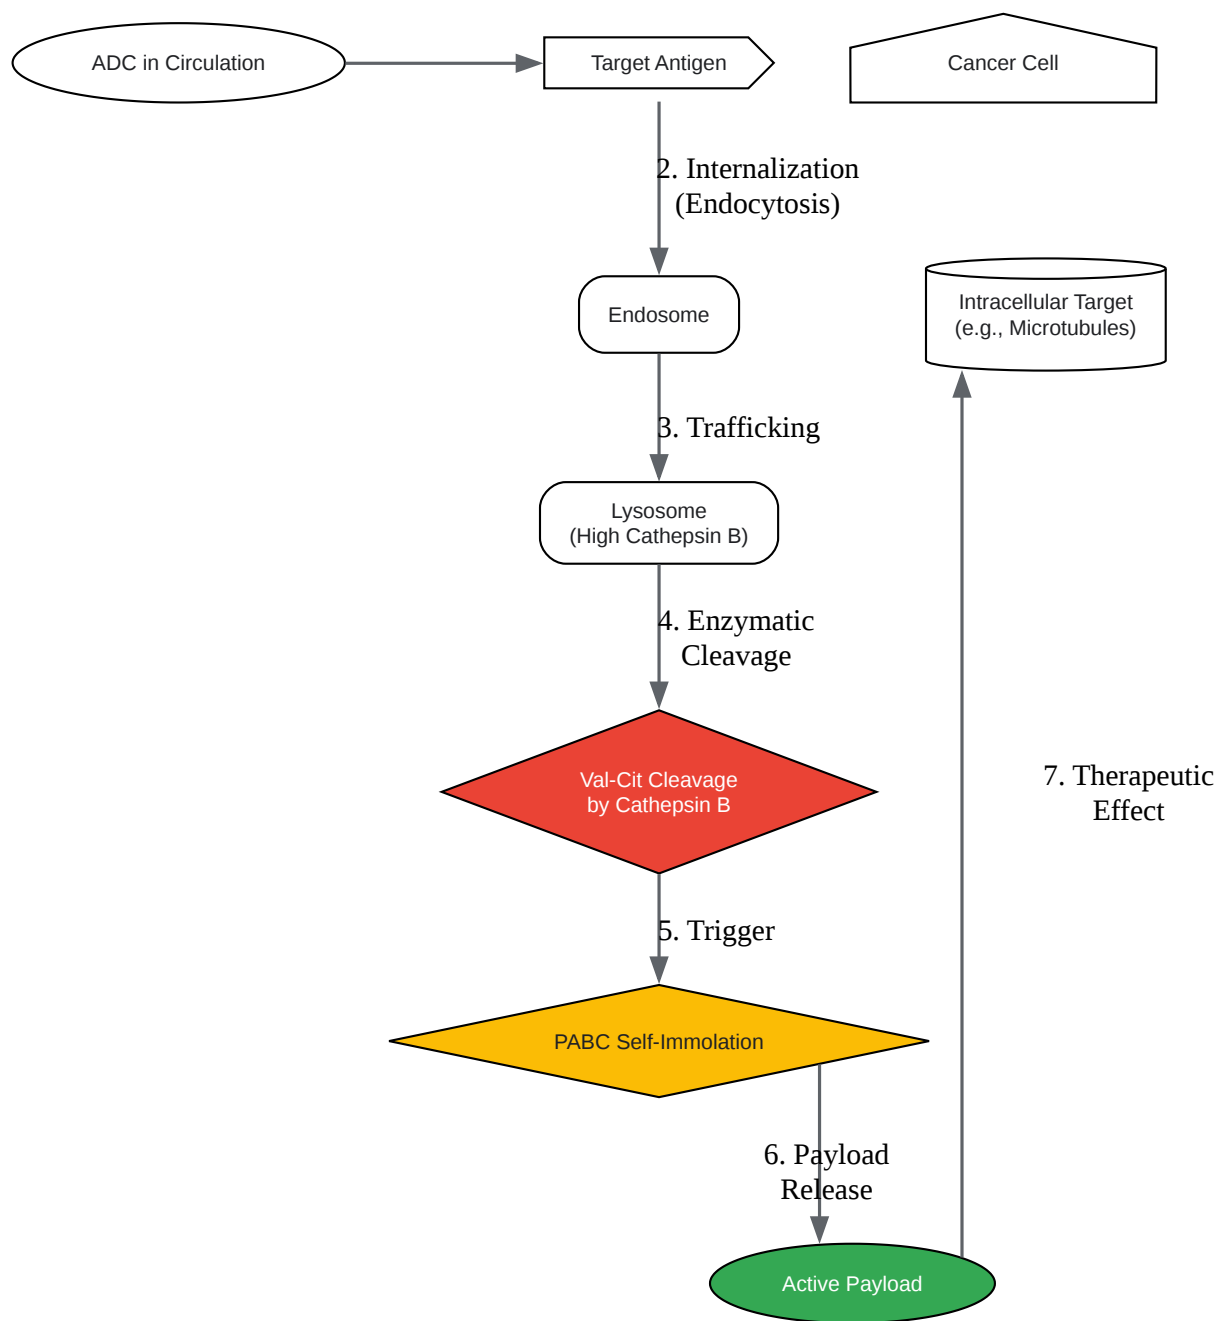 ADC in Circulation
Target Antigen
Cancer Cell
2. Internalization
(Endocytosis)
Endosome
Intracellular Target
(e.g., Microtubules)
3. Trafficking
Lysosome
(High Cathepsin B)
4. Enzymatic
Cleavage
Val-Cit Cleavage
by Cathepsin B
7. Therapeutic
Effect
5. Trigger
PABC Self-Immolation
6. Payload
Release
Active Payload